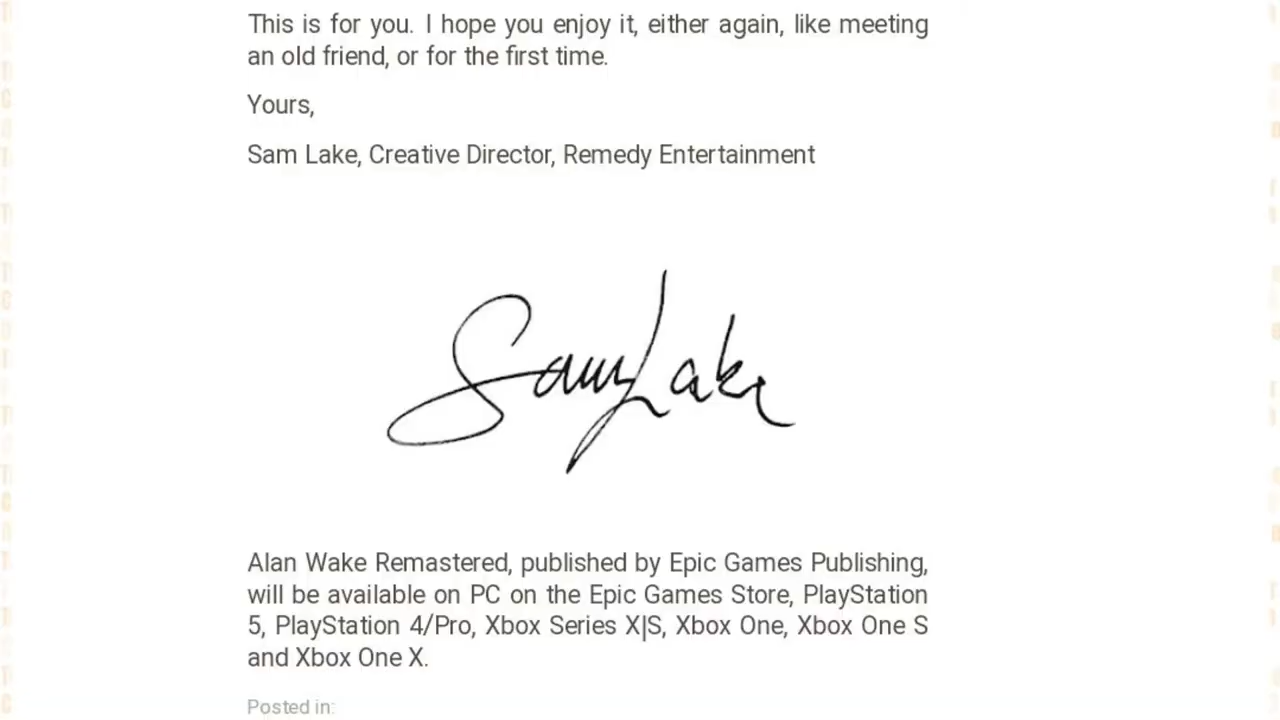 This is for you. I hope you enjoy it, either again, like meeting
an old friend, or for the first time.
Yours,
Sam Lake, Creative Director, Remedy Entertainment
Sam Lake
Alan Wake Remastered, published by Epic Games Publishing,
will be available on PC on the Epic Games Store, PlayStation
5, PlayStation 4/Pro, Xbox Series X|S, Xbox One, Xbox One S
and Xbox One X.
Posted in: